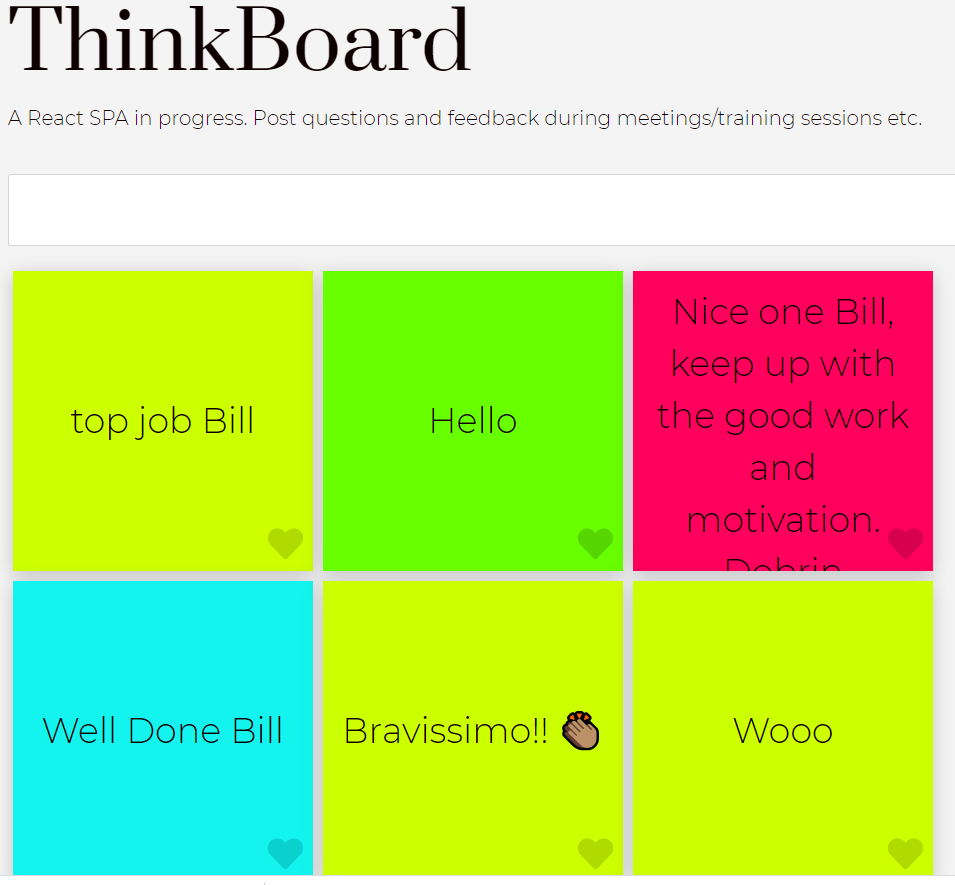 ThinkBoard
A React SPA in progress. Post questions and feedback during meetings/training sessions etc.
top job Bill
Hello
Nice one Bill,
keep up with
the good work
and
motivation.
Dobrin
Well Done Bill
Bravissimo!! 👏🏽
Wooo